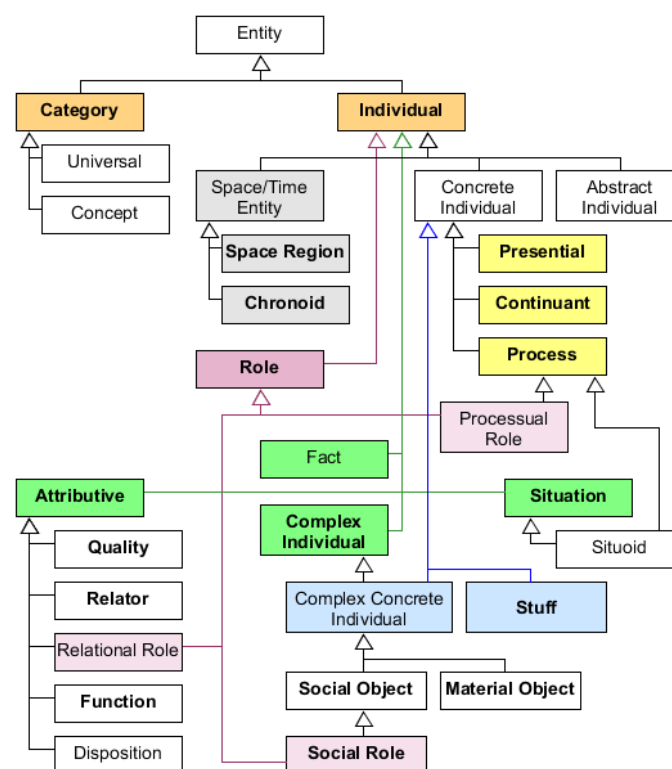 Entity
Category
Individual
Universal
Concept
Space/Time
Entity
Concrete
Individual
Abstract
Individual
Space Region
Presential
Chronoid
Continuant
Process
Role
Processual
Role
Fact
Attributive
Situation
Complex
Individual
Quality
Situoid
Relator
Complex Concrete
Individual
Stuff
Relational Role
Function
Social Object
Material Object
Disposition
Social Role